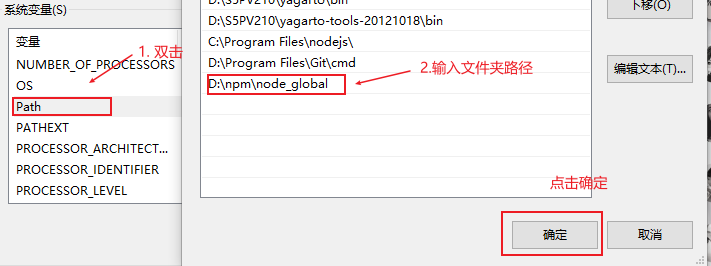 系统变量(S)
变量
NUMBER_OF_PROCESSORS
OS
Path
PATHEXT
PROCESSOR_ARCHITECT...
PROCESSOR_IDENTIFIER
PROCESSOR_LEVEL
1. 双击
D:\S5PV210\yagarto\bin
D:\S5PV210\yagarto-tools-20121018\bin
C:\Program Files\nodejs\
D:\Program Files\Git\cmd
D:\npm\node_global
2.输入文件夹路径
下移(O)
编辑文本(T)...
点击确定
确定
取消